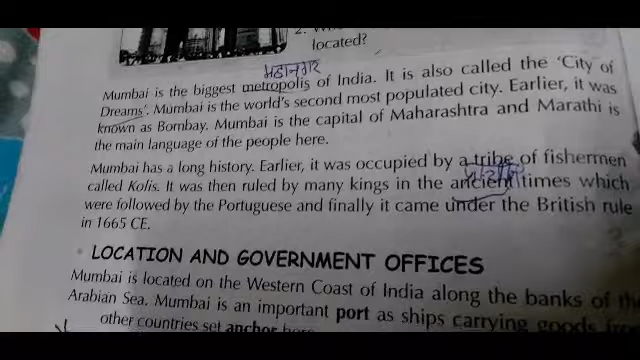 2.
located?
महानगर
Mumbai is the biggest metropolis of India. It is also called the 'City of
Dreams'. Mumbai is the world's second most populated city. Earlier, it was
known as Bombay. Mumbai is the capital of Maharashtra and Marathi is
the main language of the people here.
Mumbai has a long history. Earlier, it was occupied by a tribe of fishermen
called Kolis. It was then ruled by many kings in the ancient times which
were followed by the Portuguese and finally it came under the British rule
in 1665 CE.
LOCATION AND GOVERNMENT OFFICES
Mumbai is located on the Western Coast of India along the banks of the
Arabian Sea. Mumbai is an important port as ships carrying goods from
other countries set anchor here